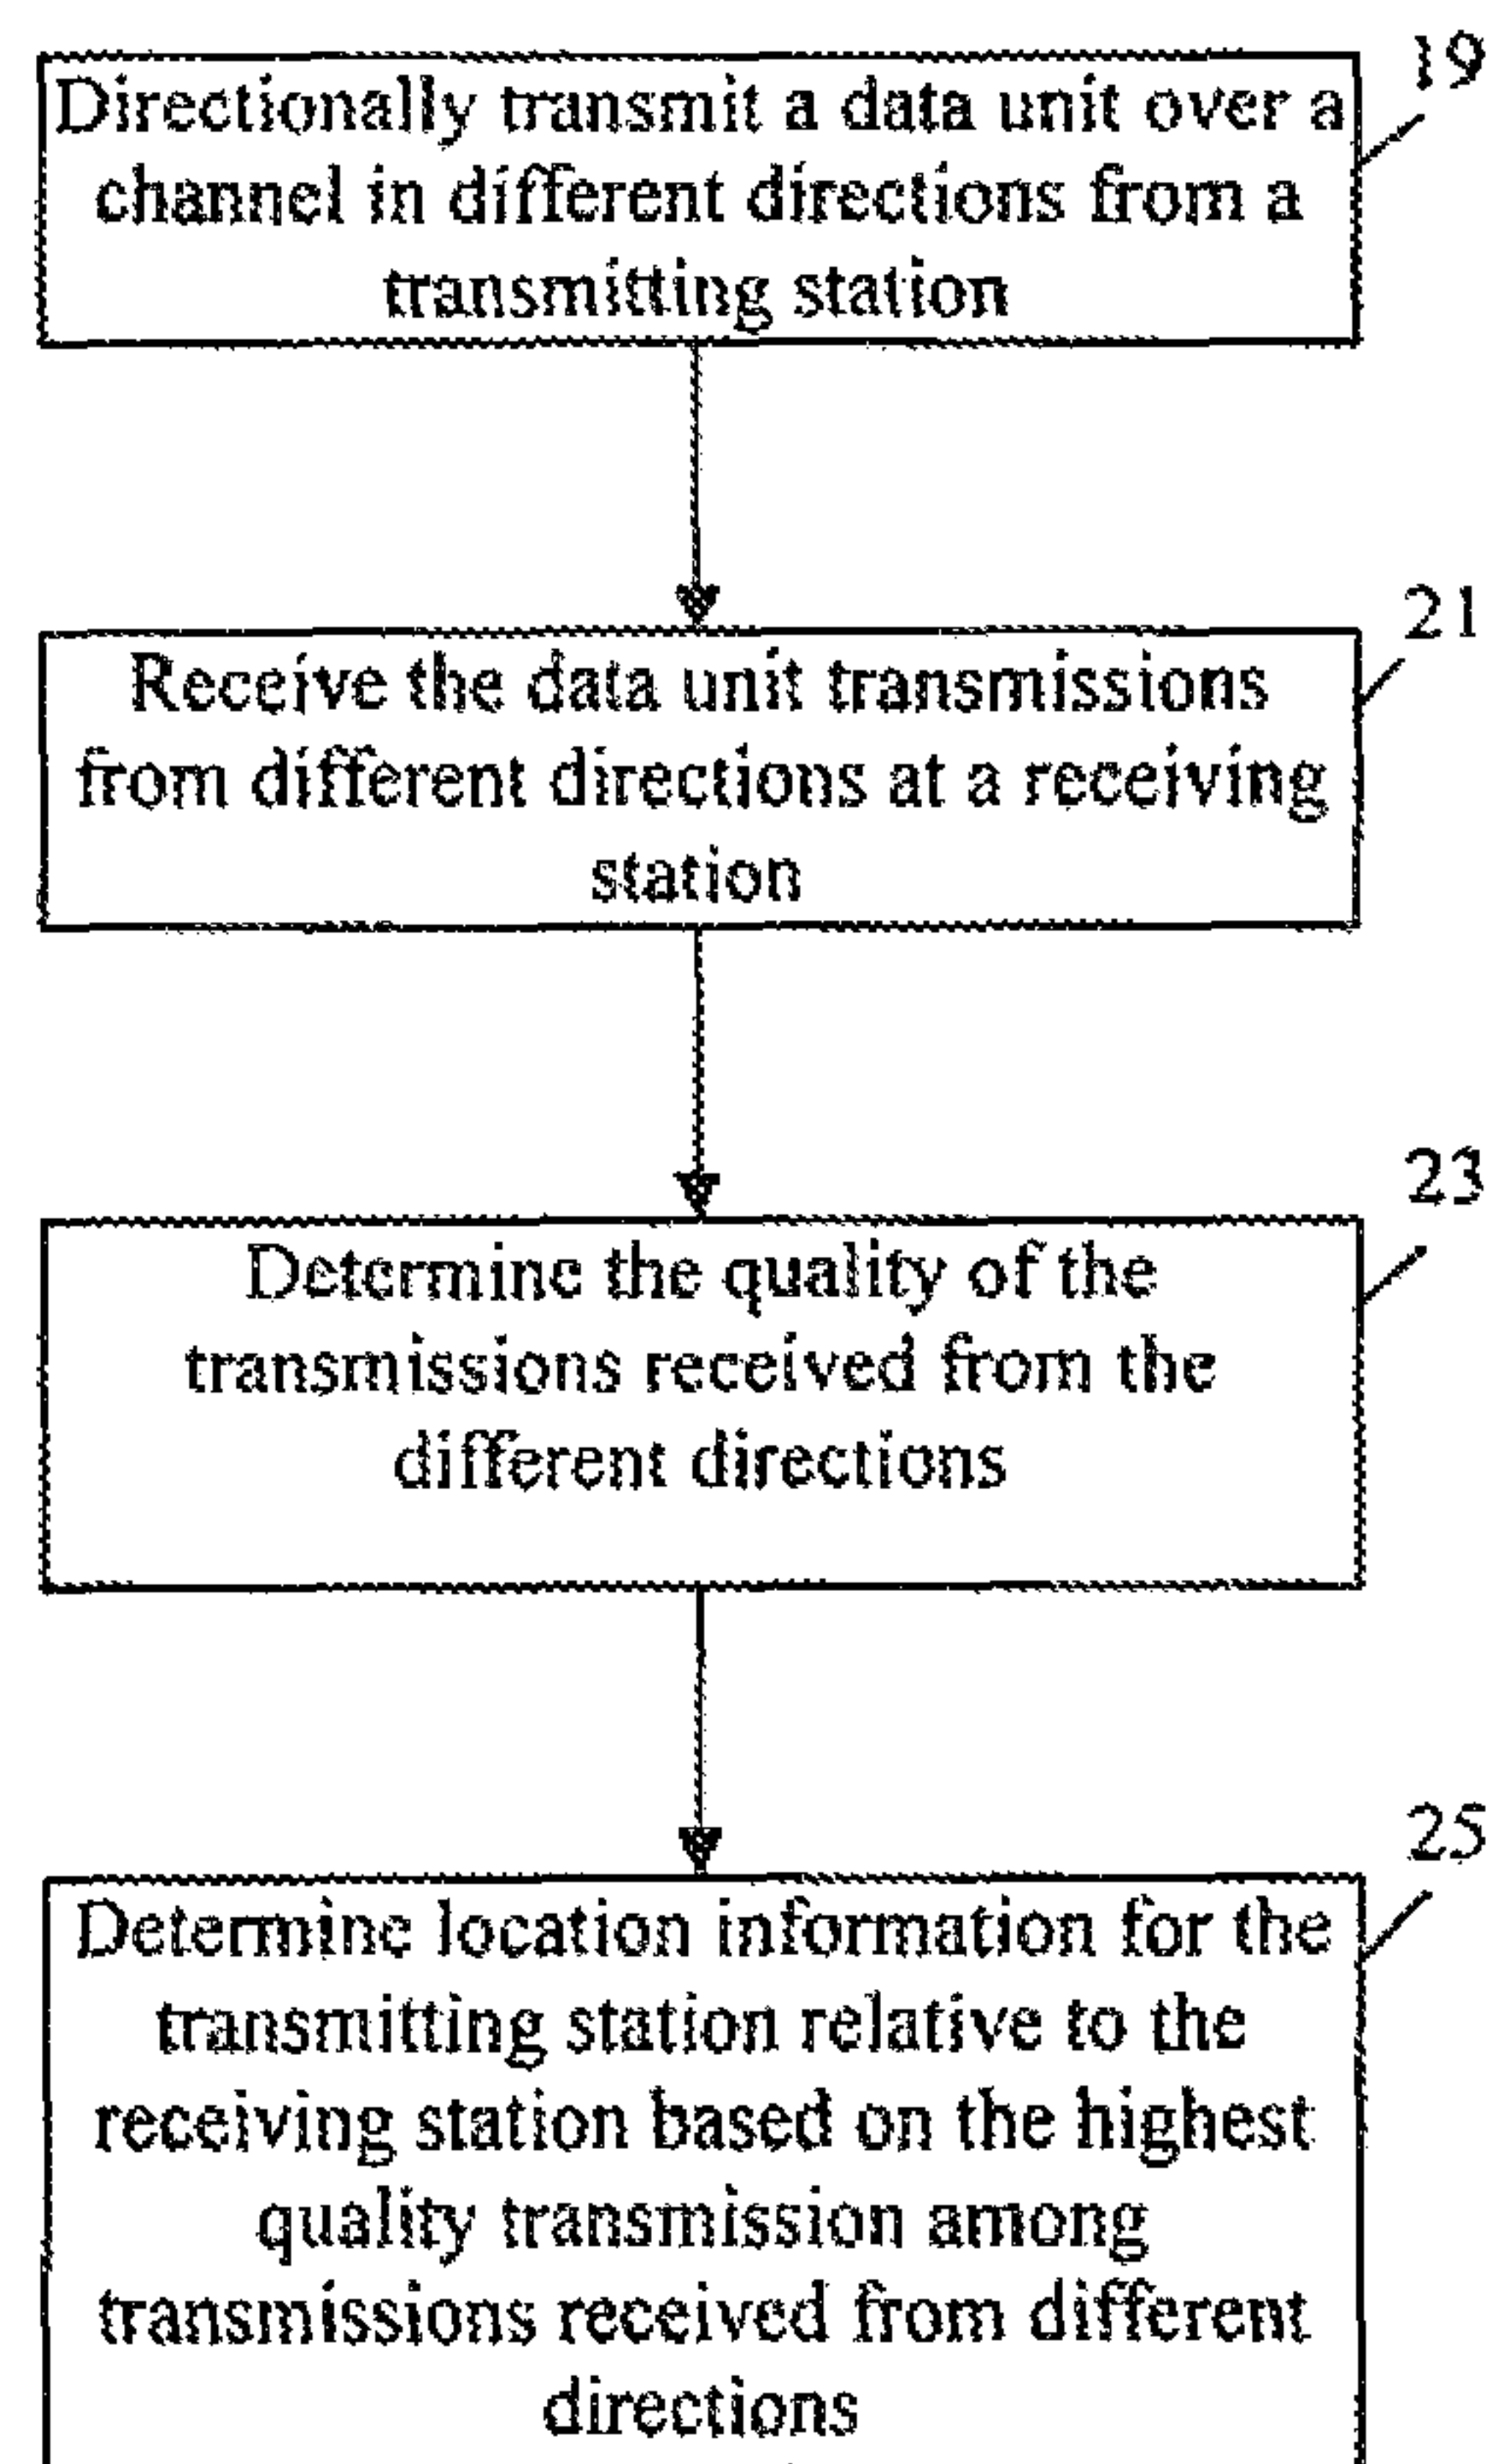 19
Directionally transmit a data unit over a
channel in different directions from a
transmitting station
21
Receive the data unit transmissions
from different directions at a receiving
station
23
Determine the quality of the
transmissions received from the
different directions
25
Determine location information for the
transmitting station relative to the
receiving station based on the highest
quality transmission among
transmissions received from different
directions